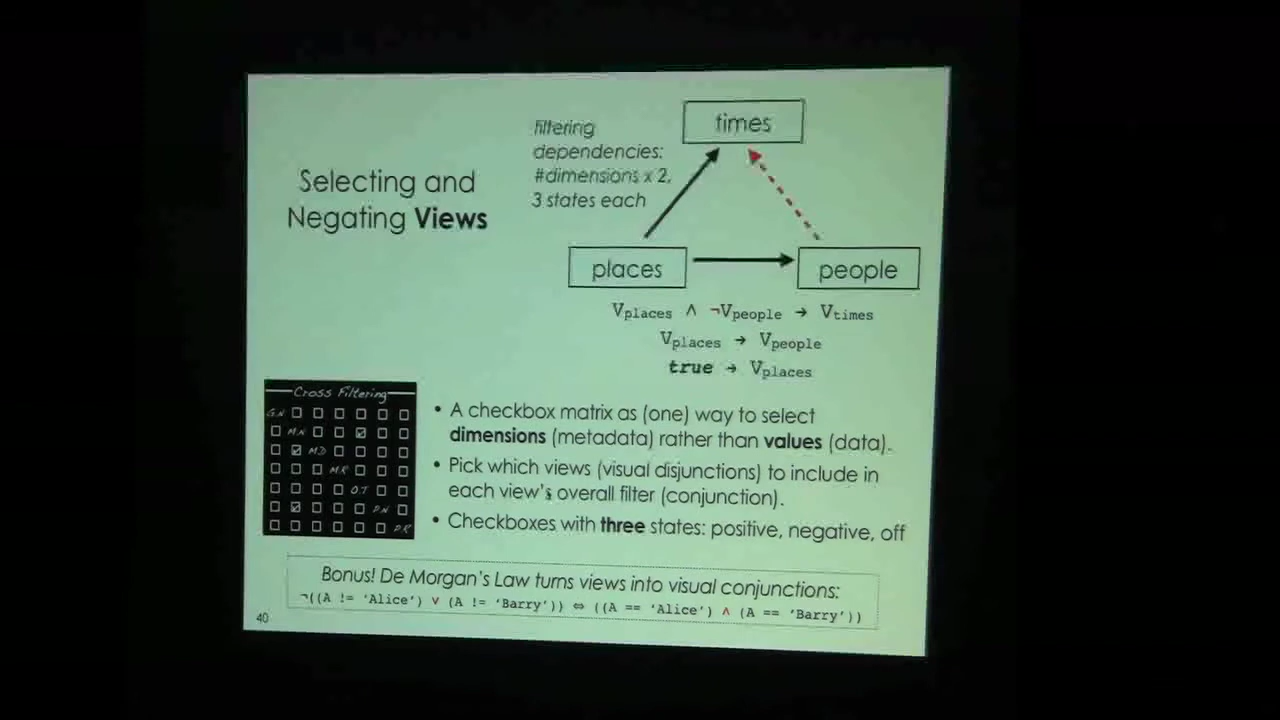 Selecting and
Negating Views
filtering
dependencies:
#dimensions x 2,
3 states each
times
places
people
Vplaces ∧ ¬Vpeople → Vtimes
Vplaces → Vpeople
true → Vplaces
Cross Filtering
G.N
M.N
M.D
M.R
O.T
P.N
P.R
• A checkbox matrix as (one) way to select
dimensions (metadata) rather than values (data).
• Pick which views (visual disjunctions) to include in
each view's overall filter (conjunction).
• Checkboxes with three states: positive, negative, off
Bonus! De Morgan's Law turns views into visual conjunctions:
¬((A != 'Alice') ∨ (A != 'Barry')) ⇔ ((A == 'Alice') ∧ (A == 'Barry'))
40